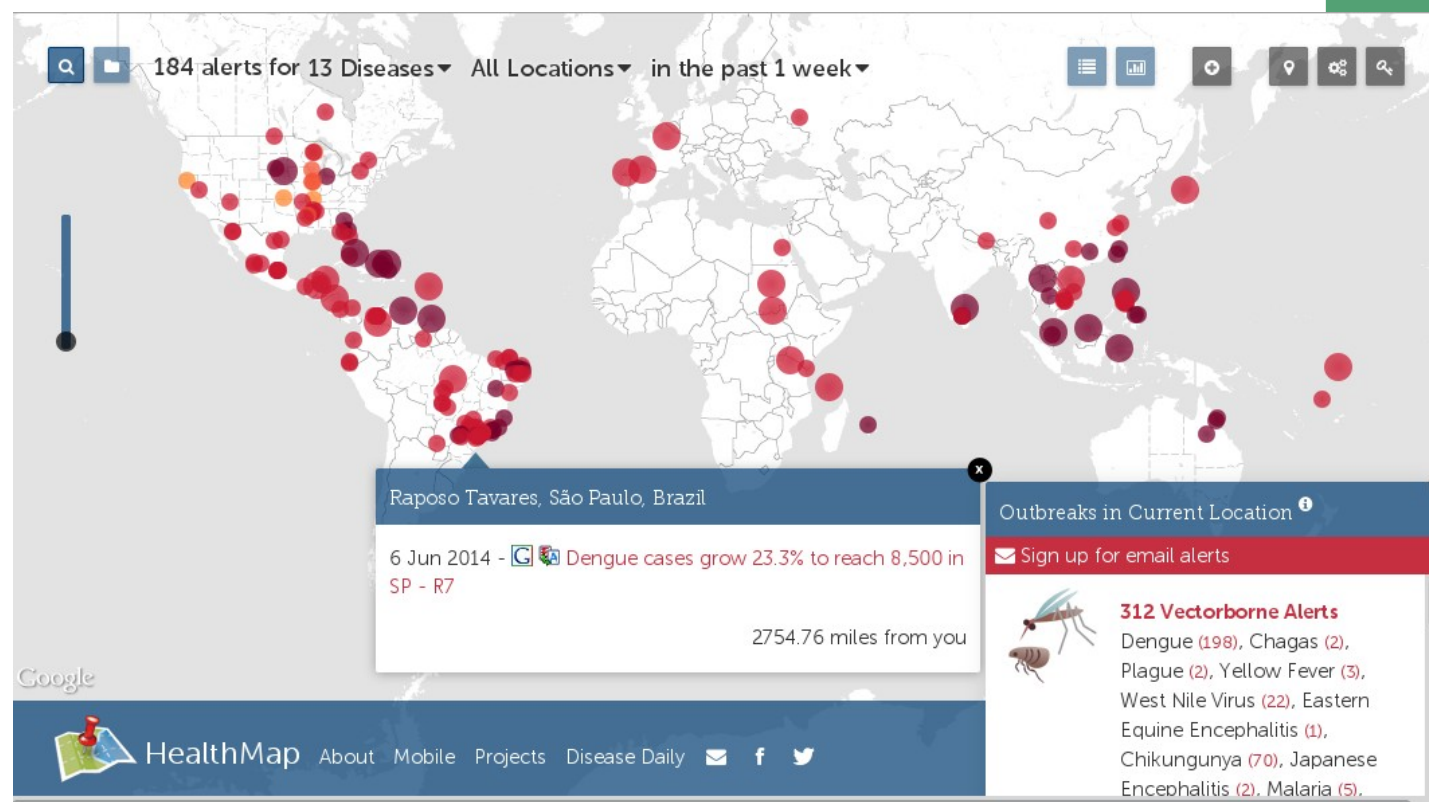 184 alerts for 13 Diseases All Locations in the past 1 week
x
Raposo Tavares, São Paulo, Brazil
6 Jun 2014 - G Dengue cases grow 23.3% to reach 8,500 in
SP - R7
2754.76 miles from you
Outbreaks in Current Location i
Sign up for email alerts
312 Vectorborne Alerts
Dengue (198), Chagas (2),
Plague (2), Yellow Fever (3),
West Nile Virus (22), Eastern
Equine Encephalitis (1),
Chikungunya (70), Japanese
Encephalitis (2), Malaria (5),
Google
HealthMap About Mobile Projects Disease Daily f